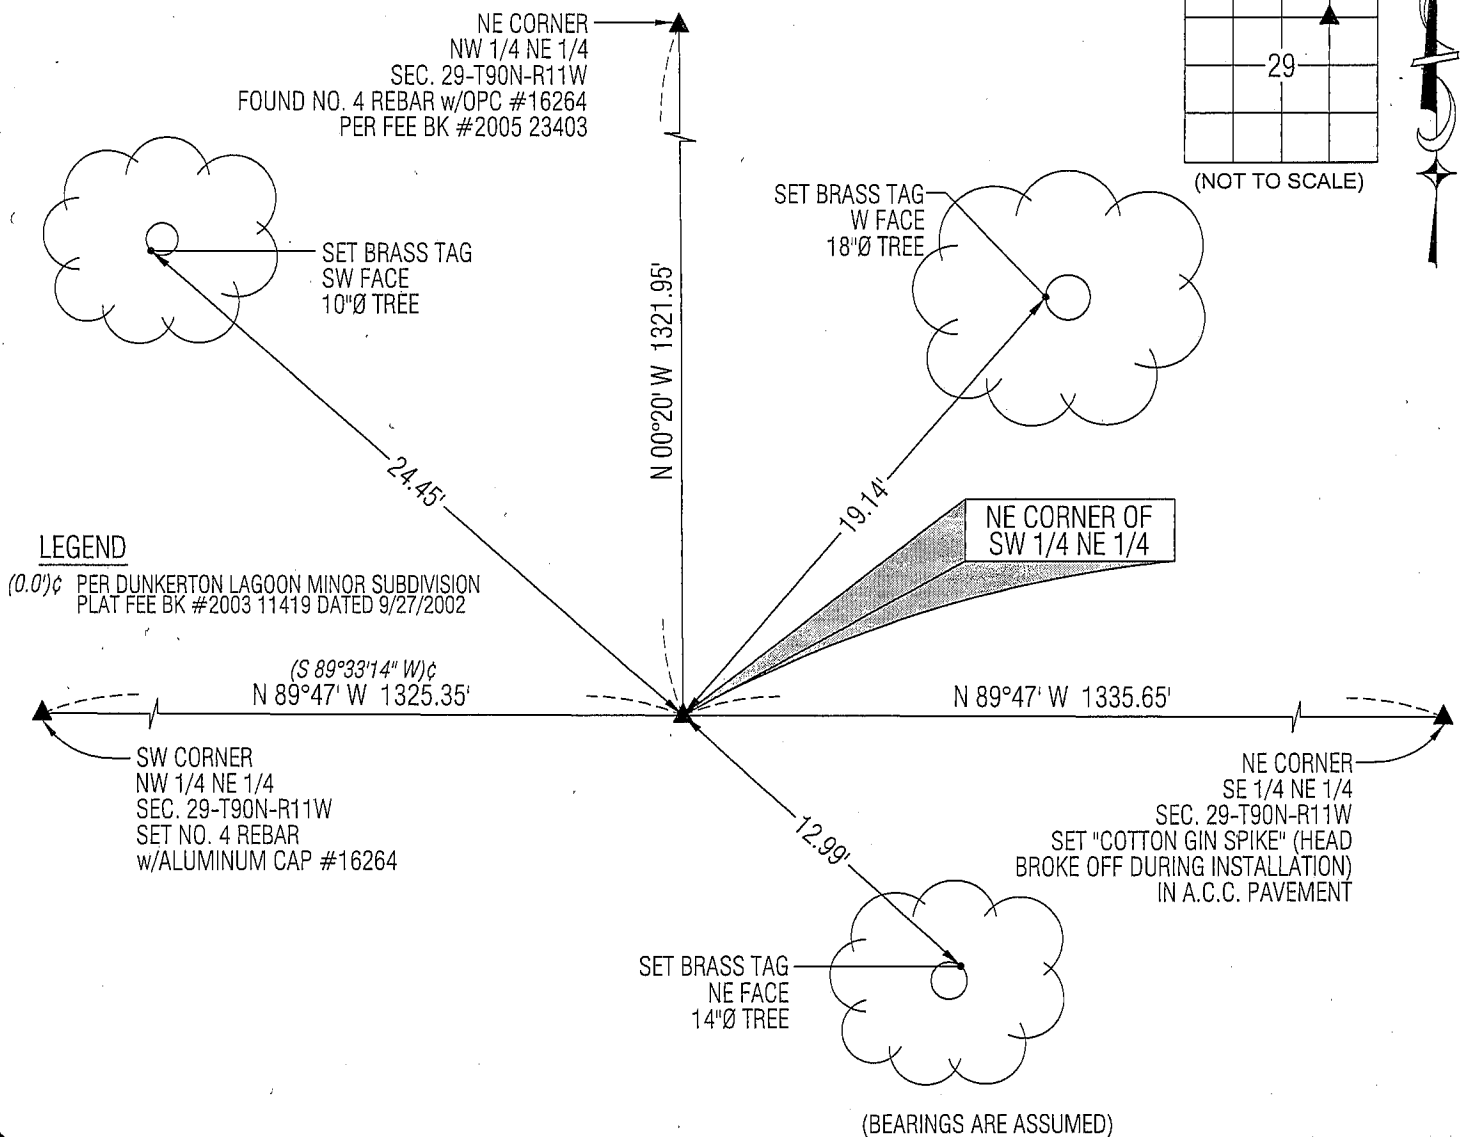 NE CORNER
NW 1/4 NE 1/4
SEC. 29-T90N-R11W
FOUND NO. 4 REBAR w/OPC #16264
PER FEE BK #2005 23403
29
(NOT TO SCALE)
SET BRASS TAG
SW FACE
10"Ø TREE
SET BRASS TAG
W FACE
18"Ø TREE
N 00°20' W 1321.95'
24.45'
19.14'
NE CORNER OF
SW 1/4 NE 1/4
LEGEND
(0.0')¢ PER DUNKERTON LAGOON MINOR SUBDIVISION
PLAT FEE BK #2003 11419 DATED 9/27/2002
(S 89°33'14" W)¢
N 89°47' W 1325.35'
N 89°47' W 1335.65'
SW CORNER
NW 1/4 NE 1/4
SEC. 29-T90N-R11W
SET NO. 4 REBAR
w/ALUMINUM CAP #16264
NE CORNER
SE 1/4 NE 1/4
SEC. 29-T90N-R11W
SET "COTTON GIN SPIKE" (HEAD
BROKE OFF DURING INSTALLATION)
IN A.C.C. PAVEMENT
12.99'
SET BRASS TAG
NE FACE
14"Ø TREE
(BEARINGS ARE ASSUMED)